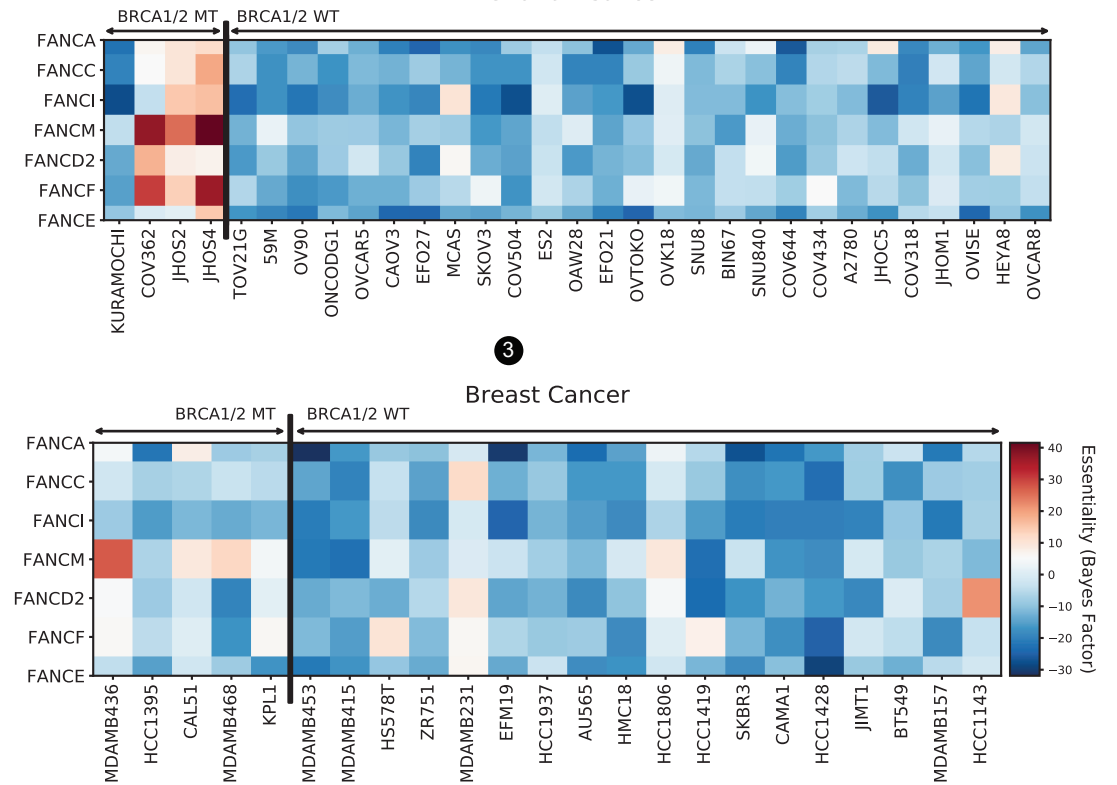 BRCA1/2 MT BRCA1/2 WT
FANCA
FANCC
FANCI
FANCM
FANCD2
FANCF
FANCE
KURAMOCHI
COV362
JHOS2
JHOS4
TOV21G
59M
OV90
ONCODG1
OVCAR5
CAOV3
EFO27
MCAS
SKOV3
COV504
ES2
OAW28
EFO21
OVTOKO
OVK18
SNU8
BIN67
SNU840
COV644
COV434
A2780
JHOC5
COV318
JHOM1
OVISE
HEYA8
OVCAR8
3
Breast Cancer
BRCA1/2 MT BRCA1/2 WT
FANCA
FANCC
FANCI
FANCM
FANCD2
FANCF
FANCE
MDAMB436
HCC1395
CAL51
MDAMB468
KPL1
MDAMB453
MDAMB415
HS578T
ZR751
MDAMB231
EFM19
HCC1937
AU565
HMC18
HCC1806
HCC1419
SKBR3
CAMA1
HCC1428
JIMT1
BT549
MDAMB157
HCC1143
40
30
20
10
0
−10
−20
−30
Essentiality (Bayes Factor)